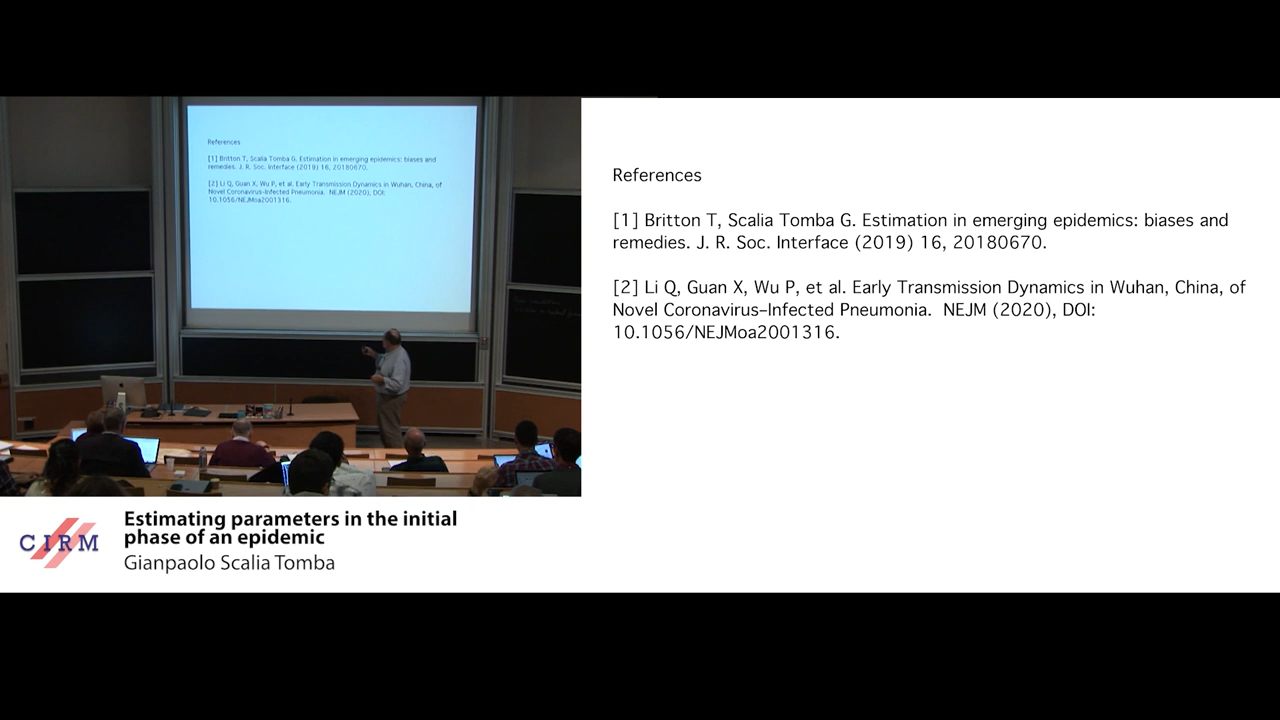 References
[1] Britton T, Scalia Tomba G. Estimation in emerging epidemics: biases and
remedies. J. R. Soc. Interface (2019) 16, 20180670.
[2] Li Q, Guan X, Wu P, et al. Early Transmission Dynamics in Wuhan, China, of
Novel Coronavirus-Infected Pneumonia. NEJM (2020), DOI:
10.1056/NEJMoa2001316.
References
[1] Britton T, Scalia Tomba G. Estimation in emerging epidemics: biases and
remedies. J. R. Soc. Interface (2019) 16, 20180670.
[2] Li Q, Guan X, Wu P, et al. Early Transmission Dynamics in Wuhan, China, of
Novel Coronavirus–Infected Pneumonia.  NEJM (2020), DOI:
10.1056/NEJMoa2001316.
CIRM
Estimating parameters in the initial
phase of an epidemic
Gianpaolo Scalia Tomba